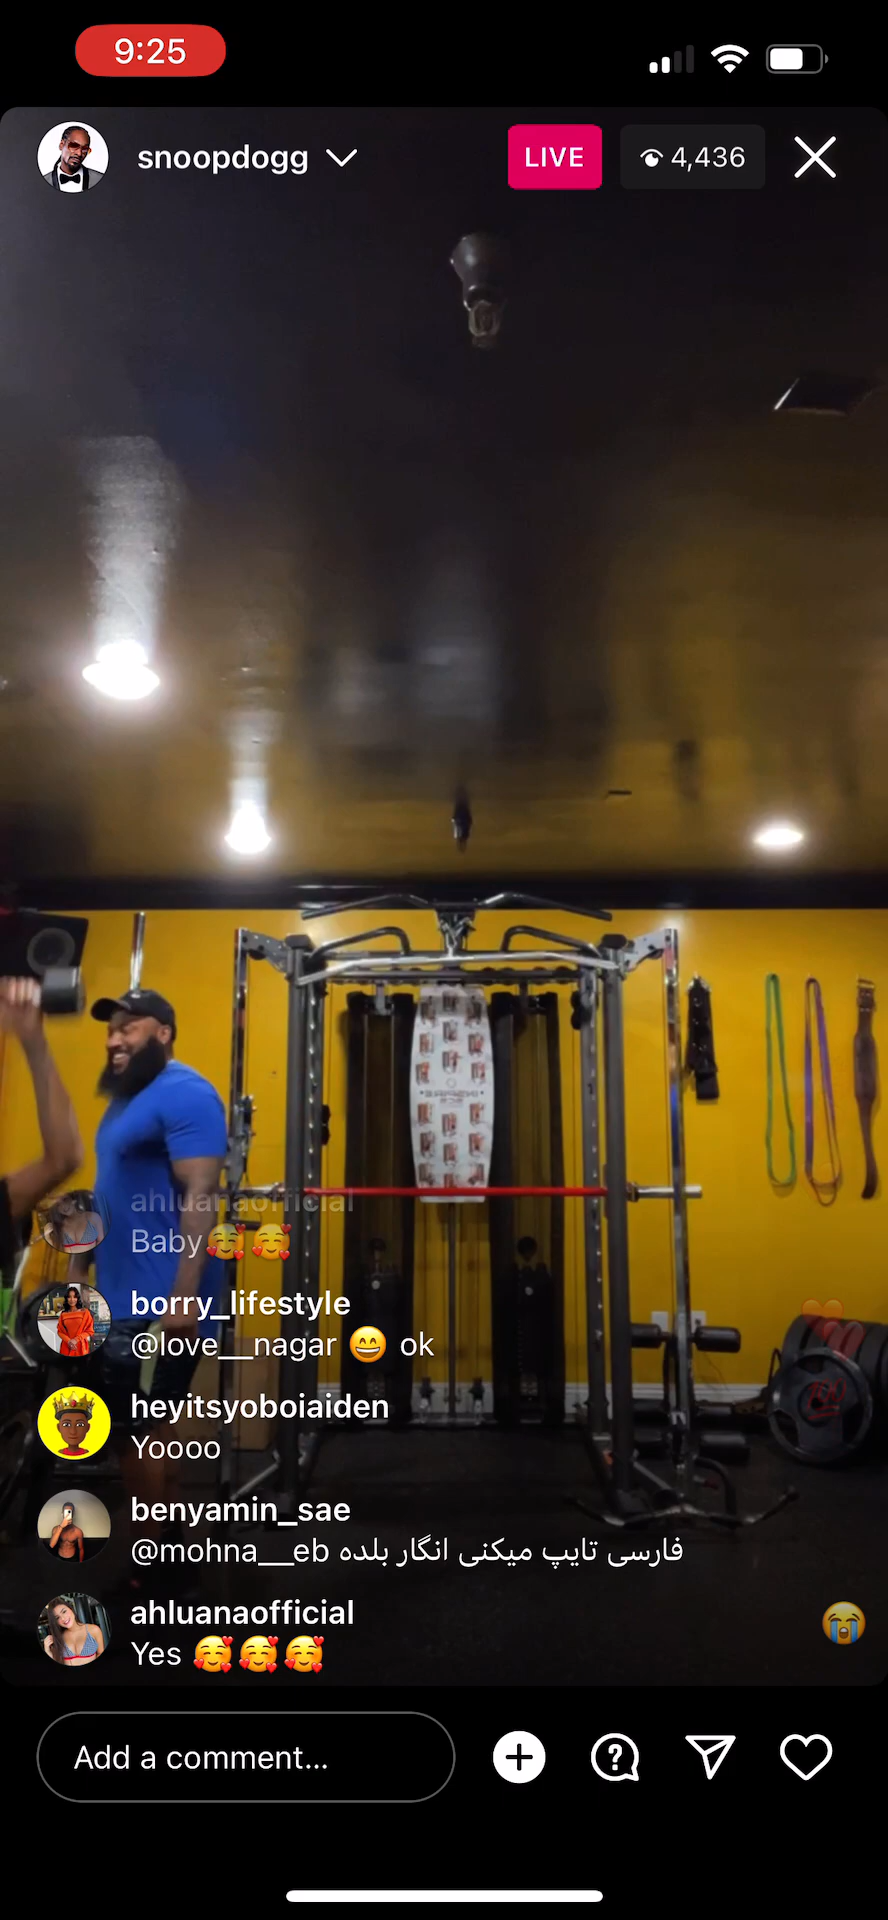 9:25
snoopdogg
LIVE
4,436
ahluanaofficial
Baby🥰🥰
borry_lifestyle
@love__nagar 😄 ok
heyitsyoboiaiden
Yoooo
benyamin_sae
@mohna__eb فارسی تایپ میکنی انگار بلده
ahluanaofficial
Yes 🥰🥰🥰
Add a comment...